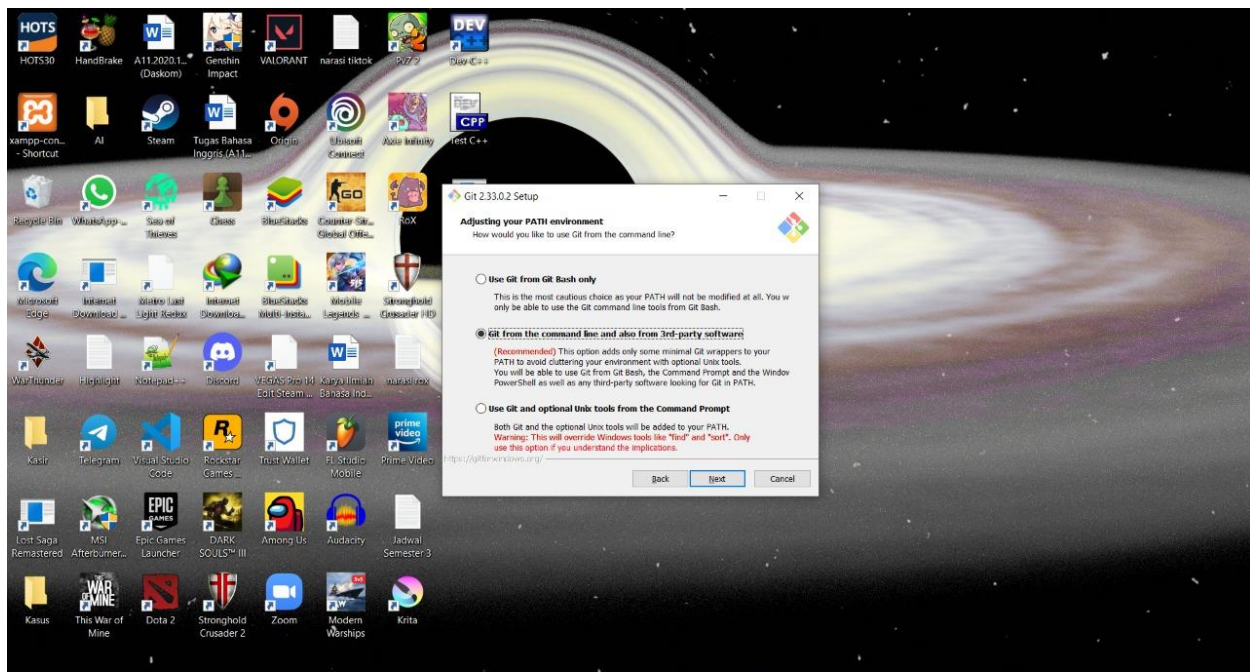 HOTS
DEV
C++
HOTS30
HandBrake
A11.2020.1...
(Daskom)
Genshin
Impact
VALORANT
narasi tiktok
PvZ 2
Dev-C++
DEV
CPP
xampp-con...
- Shortcut
AI
Steam
Tugas Bahasa
Inggris (A11...
Origin
Ubisoft
Connect
Axie Infinity
Test C++
GO
Recycle Bin
WhatsApp -...
Sea of
Thieves
Chess
BlueStacks
Counter-Str...
Global Offe...
RoX
Microsoft
Edge
Internet
Download ...
Metro Last
Light Redux
Internet
Downloa...
BlueStacks
Multi-Insta...
Mobile
Legends ...
Stronghold
Crusader HD
WarThunder
Highlight
Notepad++
Discord
VEGAS Pro 14
Edit Steam ...
Karya Ilmiah
Bahasa Ind...
narasi rox
prime
video
Kasir
Telegram
Visual Studio
Code
Rockstar
Games ...
Trust Wallet
FL Studio
Mobile
Prime Video
EPIC
GAMES
Lost Saga
Remastered
MSI
Afterburner...
Epic Games
Launcher
DARK
SOULS™ III
Among Us
Audacity
Jadwal
Semester 3
Kasus
This War of
Mine
Dota 2
Stronghold
Crusader 2
Zoom
Modern
Warships
Krita
Git 2.33.0.2 Setup
Adjusting your PATH environment
How would you like to use Git from the command line?
Use Git from Git Bash only
This is the most cautious choice as your PATH will not be modified at all. You w
only be able to use the Git command line tools from Git Bash.
Git from the command line and also from 3rd-party software
(Recommended) This option adds only some minimal Git wrappers to your
PATH to avoid cluttering your environment with optional Unix tools.
You will be able to use Git from Git Bash, the Command Prompt and the Window
PowerShell as well as any third-party software looking for Git in PATH.
Use Git and optional Unix tools from the Command Prompt
Both Git and the optional Unix tools will be added to your PATH.
Warning: This will override Windows tools like "find" and "sort". Only
use this option if you understand the implications.
https://gitforwindows.org/
Back
Next
Cancel